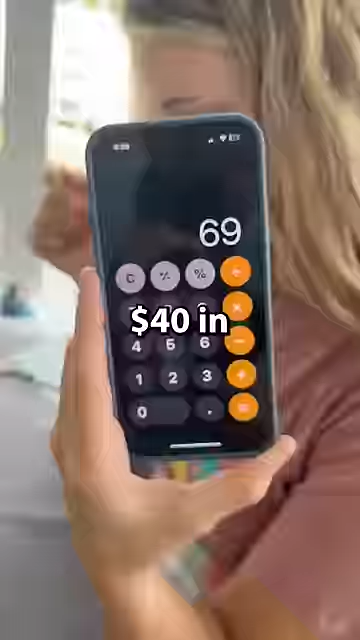 69
C ⁺∕₋ % ÷
×
$40 in
4 5 6 −
1 2 3 +
0 . =